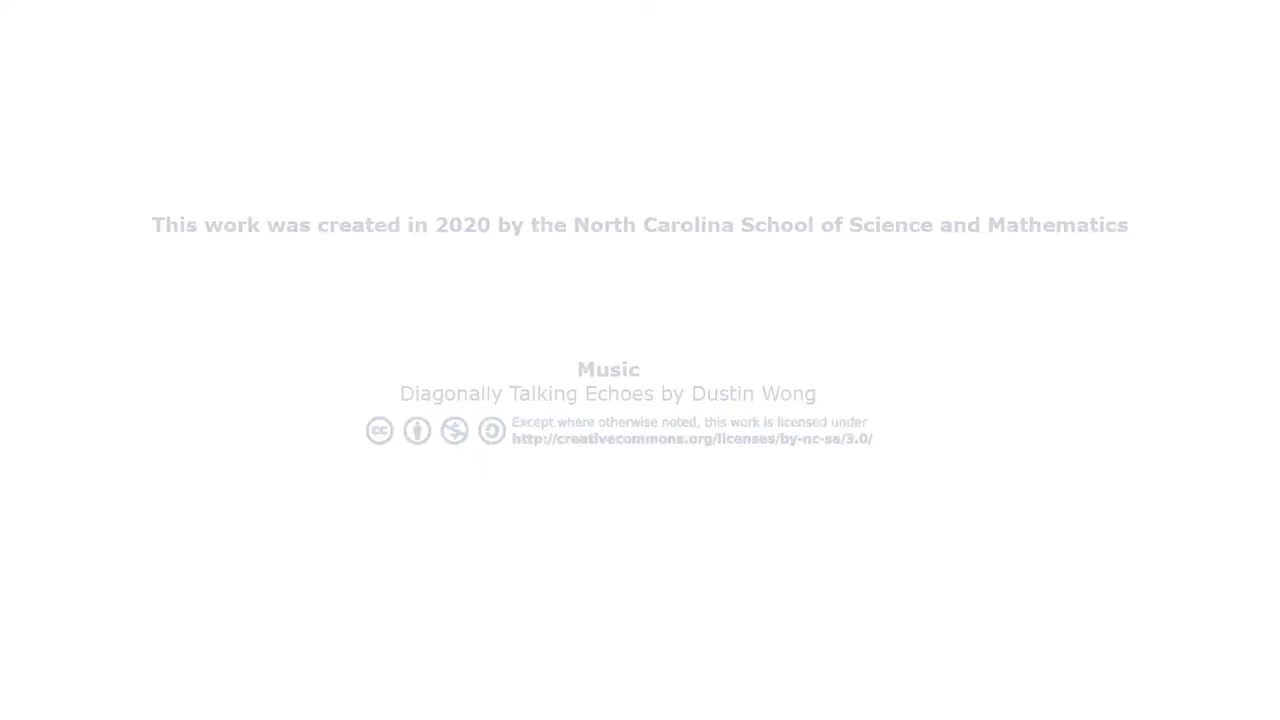 This work was created in 2020 by the North Carolina School of Science and Mathematics
Music
Diagonally Talking Echoes by Dustin Wong
cc
Except where otherwise noted, this work is licensed under
http://creativecommons.org/licenses/by-nc-sa/3.0/